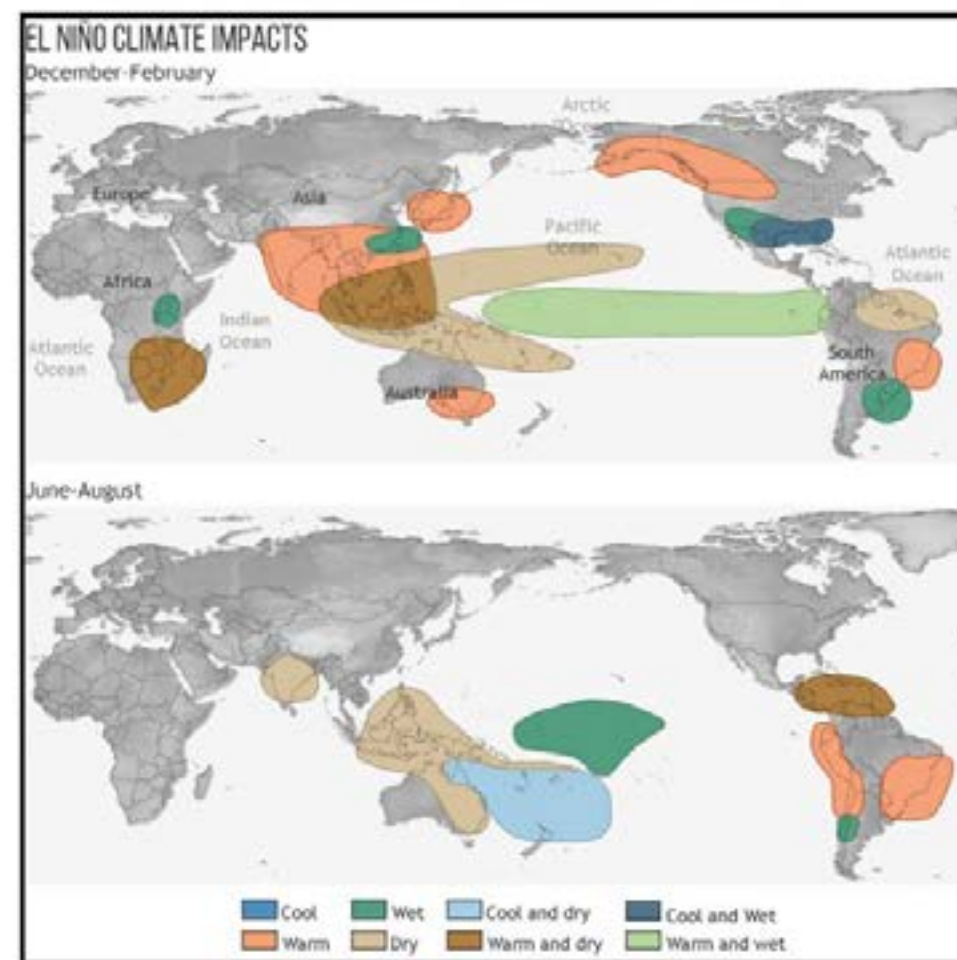 EL NIÑO CLIMATE IMPACTS
December-February
Arctic
Europe
Asia
Pacific
Ocean
Atlantic
Ocean
Africa
Indian
Ocean
Atlantic
Ocean
South
America
Australia
June-August
Cool
Wet
Cool and dry
Cool and Wet
Warm
Dry
Warm and dry
Warm and wet